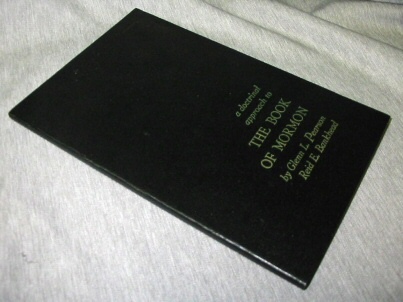 a doctrinal
approach to
THE BOOK
OF MORMON
by Glenn L. Pearson
Reid E. Bankhead